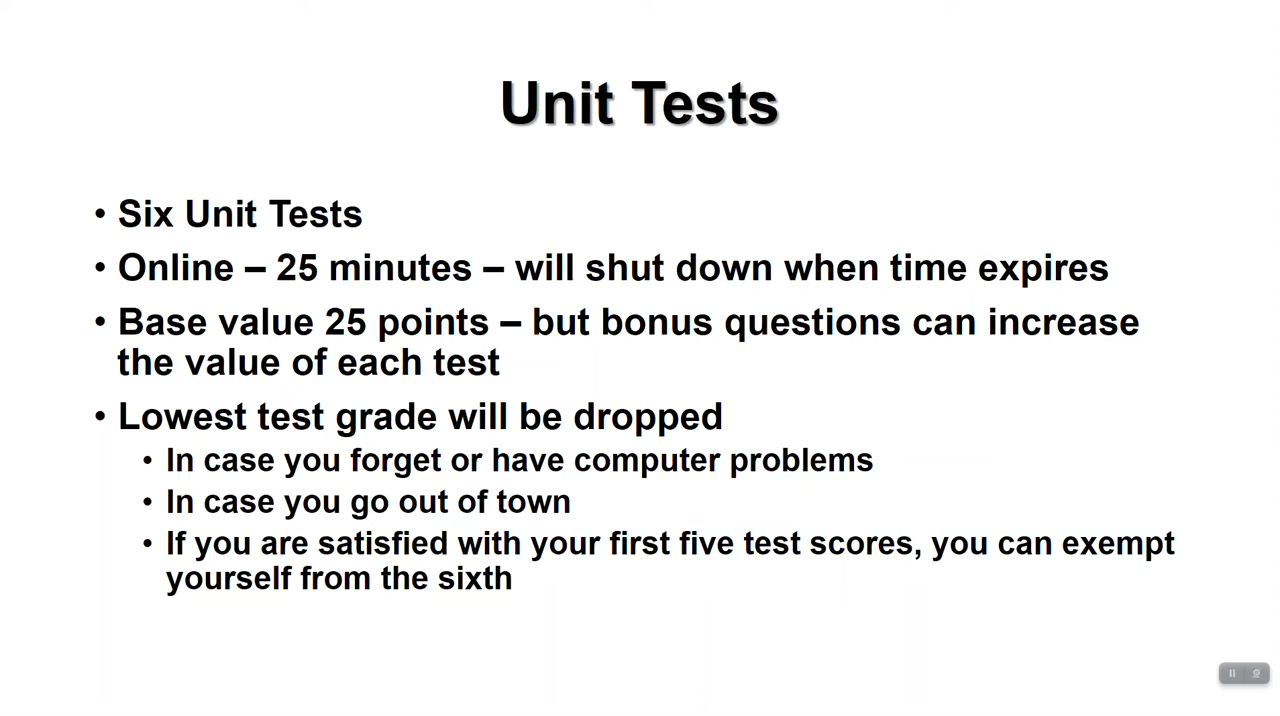 Unit Tests
• Six Unit Tests
• Online – 25 minutes – will shut down when time expires
• Base value 25 points – but bonus questions can increase
the value of each test
• Lowest test grade will be dropped
• In case you forget or have computer problems
• In case you go out of town
• If you are satisfied with your first five test scores, you can exempt
yourself from the sixth